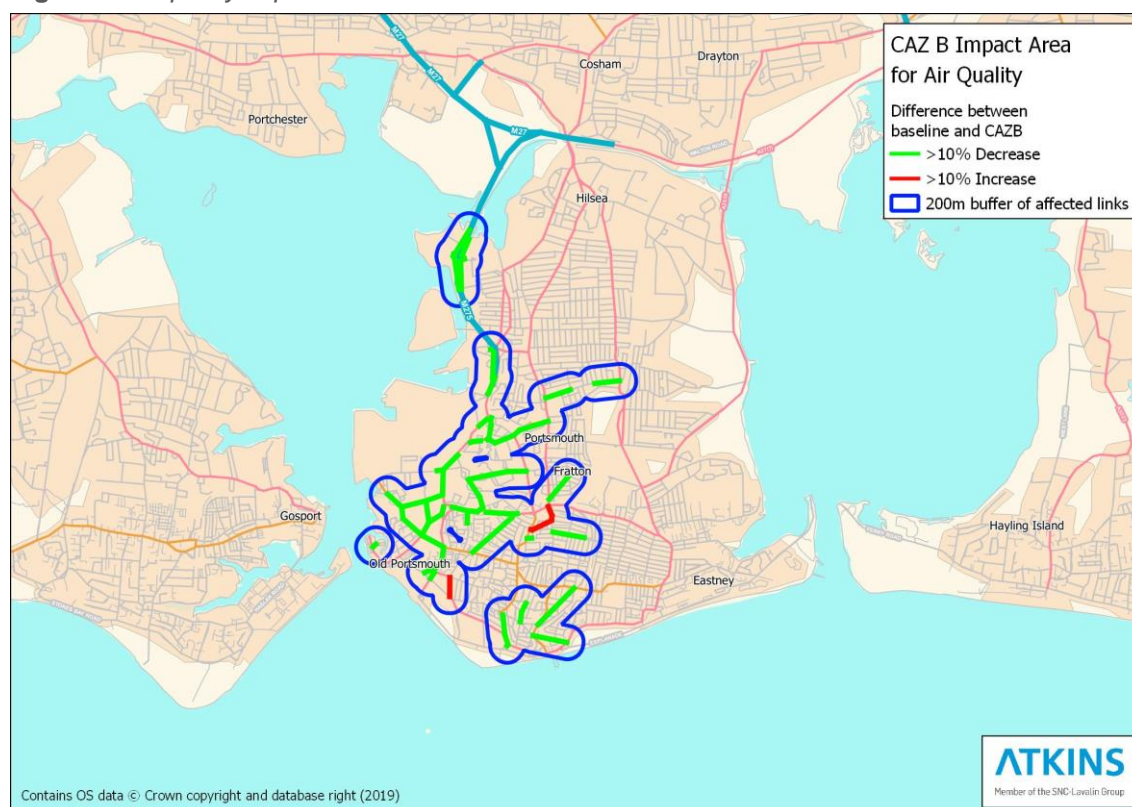 CAZ B Impact Area
for Air Quality
Difference between
baseline and CAZB
>10% Decrease
>10% Increase
200m buffer of affected links
Drayton
Cosham
Portchester
M27
M27
Hilsea
M275
Portsmouth
Fratton
Gosport
Hayling Island
Old Portsmouth
Eastney
ESPLANADE
ATKINS
Member of the SNC-Lavalin Group
Contains OS data © Crown copyright and database right (2019)